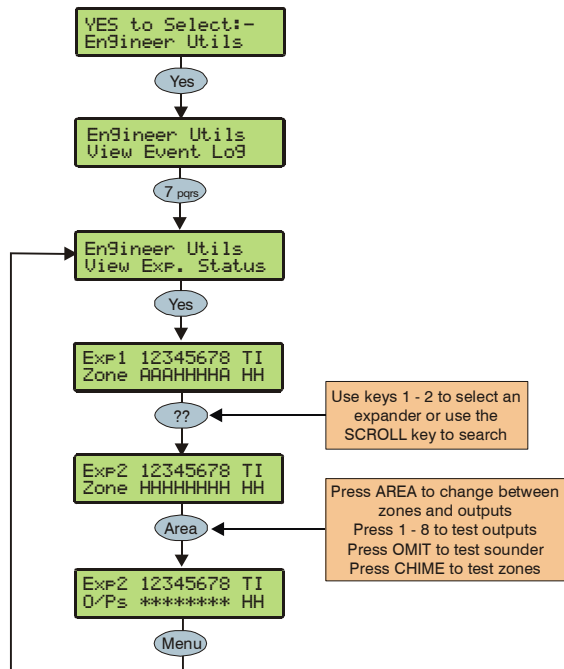 YES to Select:-
Engineer Utils
Yes
Engineer Utils
View Event Log
7 pqrs
Engineer Utils
View Exp. Status
Yes
Exp1 12345678 TI
Zone AAAHHHHA HH
??
Use keys 1 - 2 to select an
expander or use the
SCROLL key to search
Exp2 12345678 TI
Zone HHHHHHHH HH
Area
Press AREA to change between
zones and outputs
Press 1 - 8 to test outputs
Press OMIT to test sounder
Press CHIME to test zones
Exp2 12345678 TI
O/Ps ******** HH
Menu